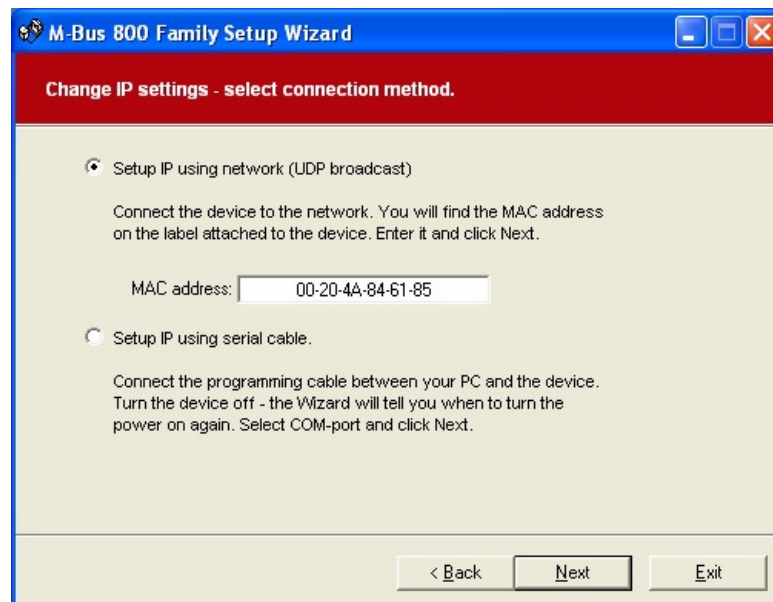 M-Bus 800 Family Setup Wizard
Change IP settings - select connection method.
Setup IP using network (UDP broadcast)
Connect the device to the network. You will find the MAC address
on the label attached to the device. Enter it and click Next.
MAC address: 00-20-4A-84-61-85
Setup IP using serial cable.
Connect the programming cable between your PC and the device.
Turn the device off - the Wizard will tell you when to turn the
power on again. Select COM-port and click Next.
< Back Next Exit